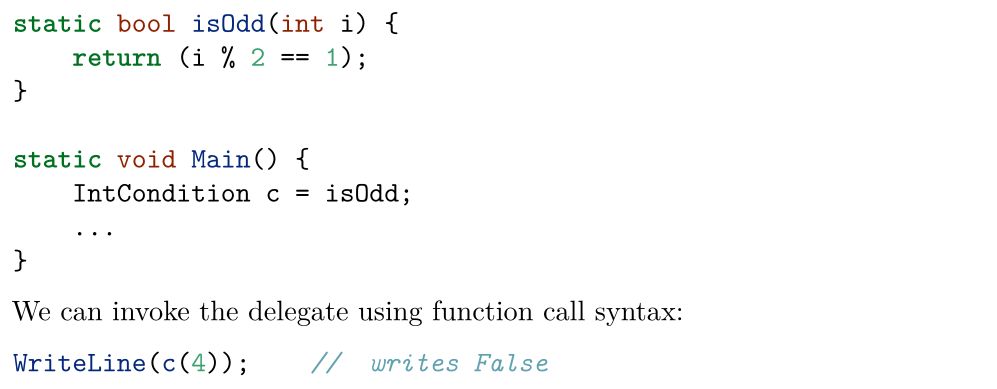 static bool isOdd(int i) {
    return (i % 2 == 1);
}

static void Main() {
    IntCondition c = isOdd;
    ...
}
We can invoke the delegate using function call syntax:
WriteLine(c(4));    //  writes False